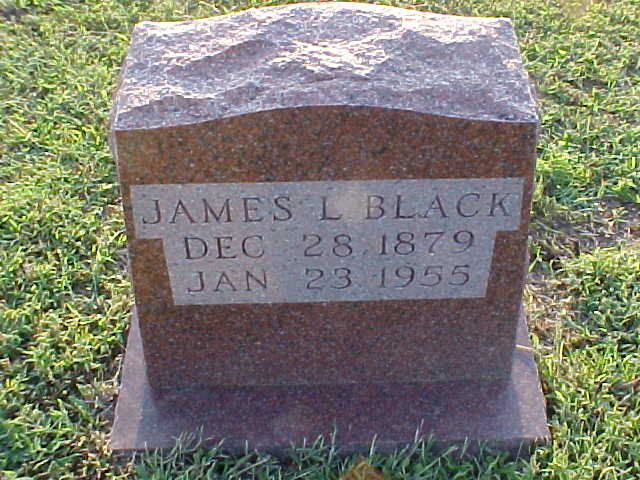 JAMES L BLACK
DEC 28 1879
JAN 23 1955